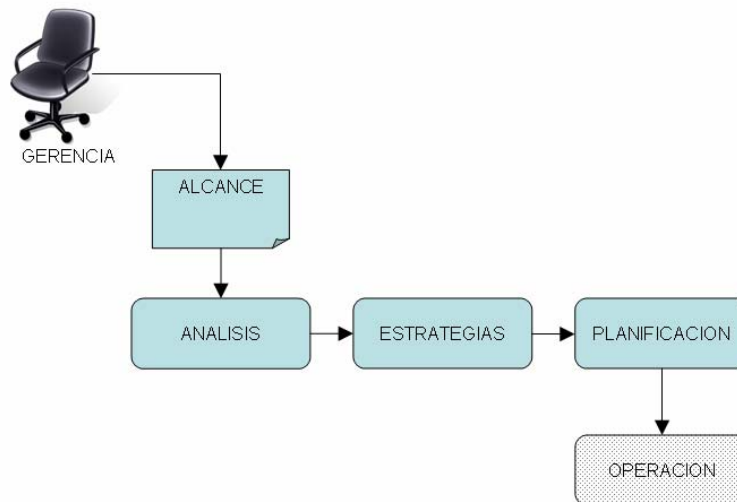 GERENCIA
ALCANCE
ANALISIS
ESTRATEGIAS
PLANIFICACION
OPERACION